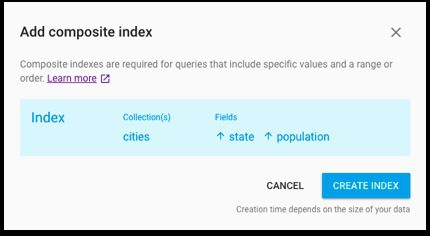 Add composite index
Composite indexes are required for queries that include specific values and a range or
order. Learn more
Index
Collection(s)
Fields
cities
↑ state ↑ population
CANCEL
CREATE INDEX
Creation time depends on the size of your data